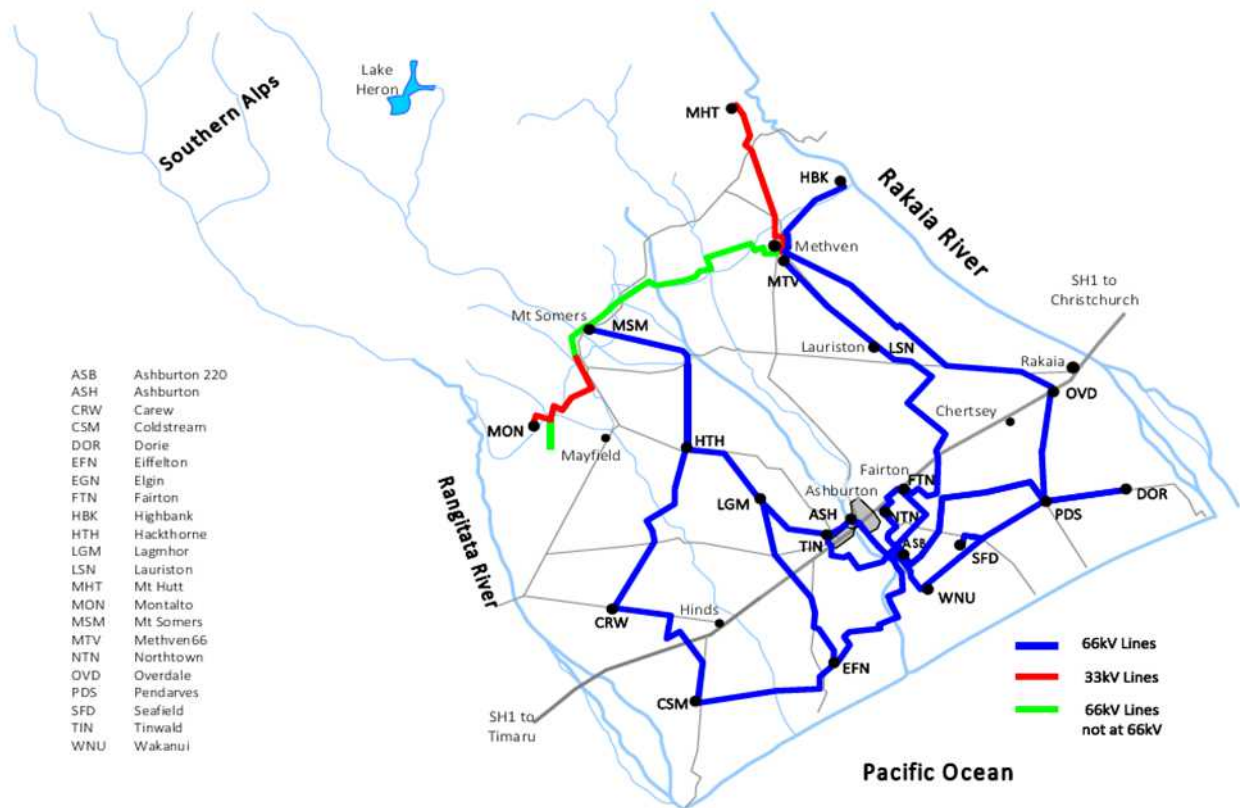 Southern Alps
Lake
Heron
MHT
HBK
Rakaia River
Methven
MTV
SH1 to
Christchurch
Mt Somers
MSM
Lauriston
LSN
Rakaia
OVD
Chertsey
MON
Mayfield
HTH
Rangitata River
LGM
Ashburton
ASH
Fairton
FTN
NTN
DOR
PDS
TIN
ASB
SFD
WNU
CRW
Hinds
EFN
CSM
SH1 to
Timaru
Pacific Ocean
ASB Ashburton 220
ASH Ashburton
CRW Carew
CSM Coldstream
DOR Dorie
EFN Eiffelton
EGN Elgin
FTN Fairton
HBK Highbank
HTH Hackthorne
LGM Lagmhor
LSN Lauriston
MHT Mt Hutt
MON Montalto
MSM Mt Somers
MTV Methven66
NTN Northtown
OVD Overdale
PDS Pendarves
SFD Seafield
TIN Tinwald
WNU Wakanui
66kV Lines
33kV Lines
66kV Lines
not at 66kV